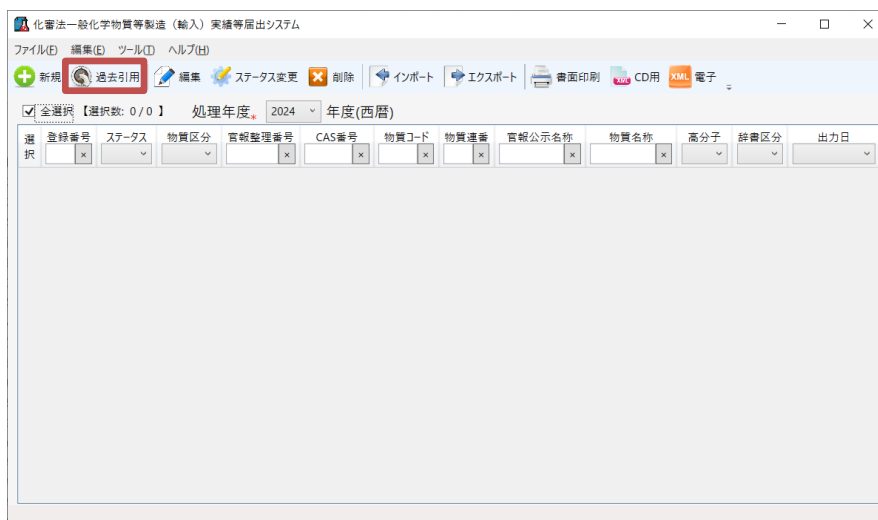 化審法一般化学物質等製造（輸入）実績等届出システム
ファイル(F) 編集(E) ツール(T) ヘルプ(H)
新規 過去引用 編集 ステータス変更 削除 インポート エクスポート 書面印刷 CD用 XML 電子
全選択 【選択数: 0 / 0 】 処理年度* 2024 年度(西暦)
選択 登録番号 ステータス 物質区分 官報整理番号 CAS番号 物質コード 物質連番 官報公示名称 物質名称 高分子 辞書区分 出力日